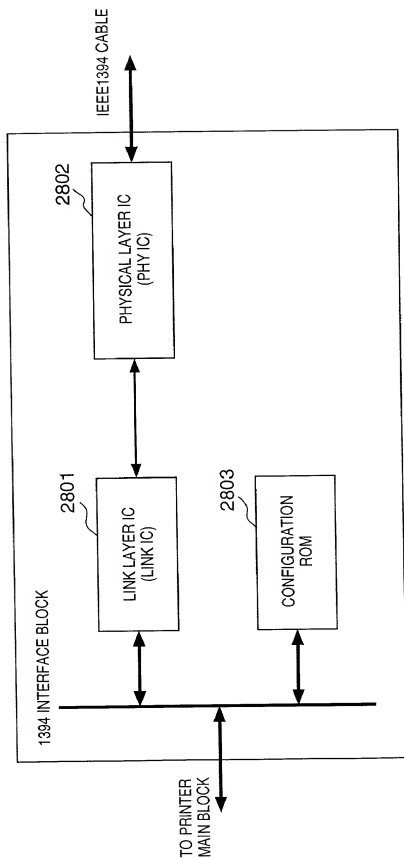 1394 INTERFACE BLOCK
2801
LINK LAYER IC
(LINK IC)
2802
PHYSICAL LAYER IC
(PHY IC)
IEEE1394 CABLE
2803
CONFIGURATION
ROM
TO PRINTER
MAIN BLOCK